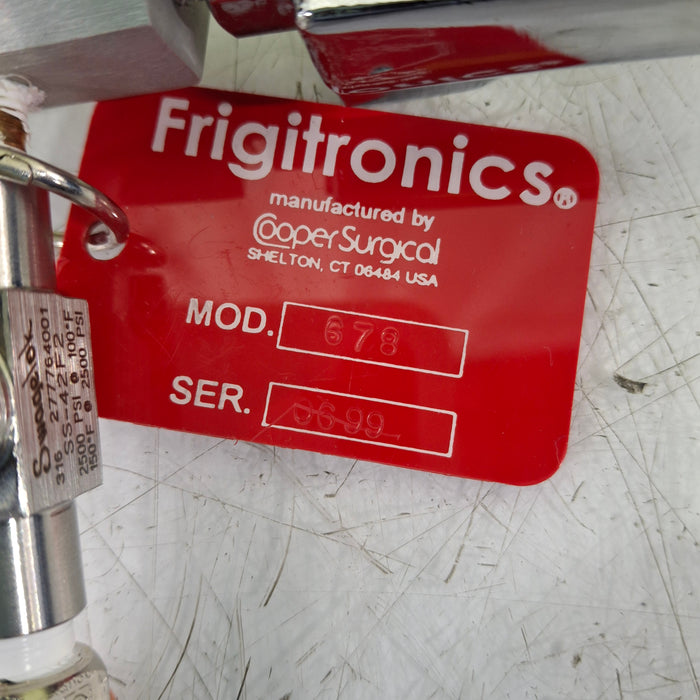 Frigitronics®
manufactured by
CooperSurgical
SHELTON, CT 06484 USA
MOD. 678
SER. 0699
Swagelok
316 277764001
SS-42F2
2500 PSI @ 100°F
150°F @ 2500 PSI